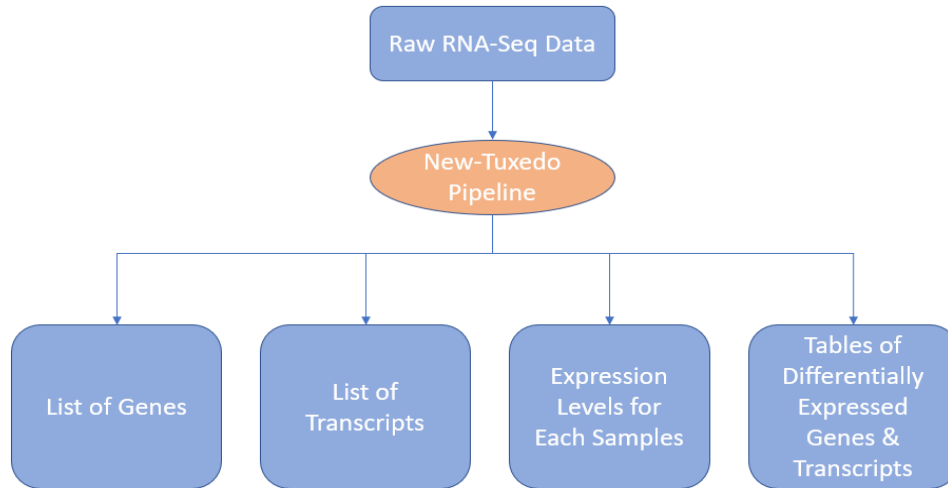 Raw RNA-Seq Data
New-Tuxedo
Pipeline
List of Genes
List of
Transcripts
Expression
Levels for
Each Samples
Tables of
Differentially
Expressed
Genes &
Transcripts